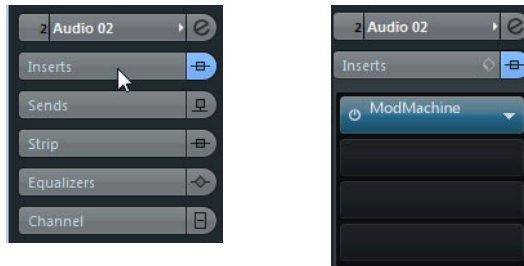 2 Audio 02
Inserts
Sends
Strip
Equalizers
Channel
2 Audio 02
Inserts
ModMachine